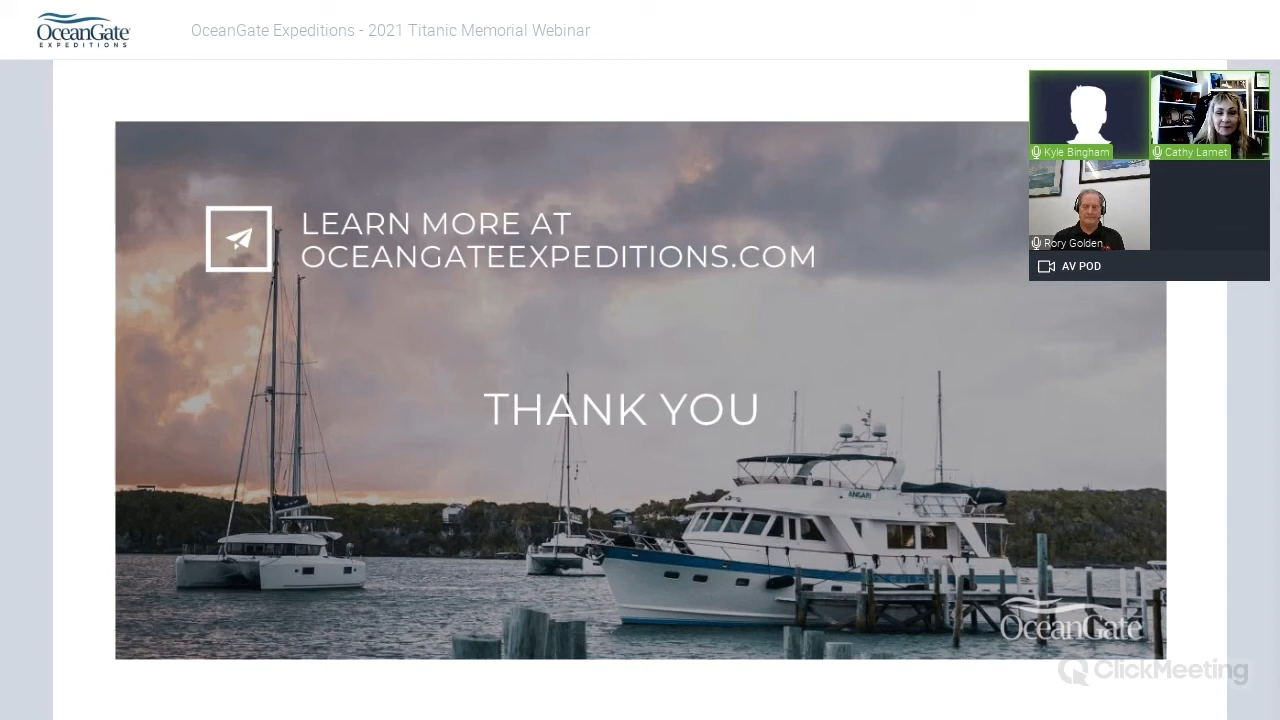 OceanGate
EXPEDITIONS
OceanGate Expeditions - 2021 Titanic Memorial Webinar
Kyle Bingham
Cathy Lamet
Rory Golden
AV POD
LEARN MORE AT
OCEANGATEEXPEDITIONS.COM
THANK YOU
ANGARI
OceanGate
ClickMeeting